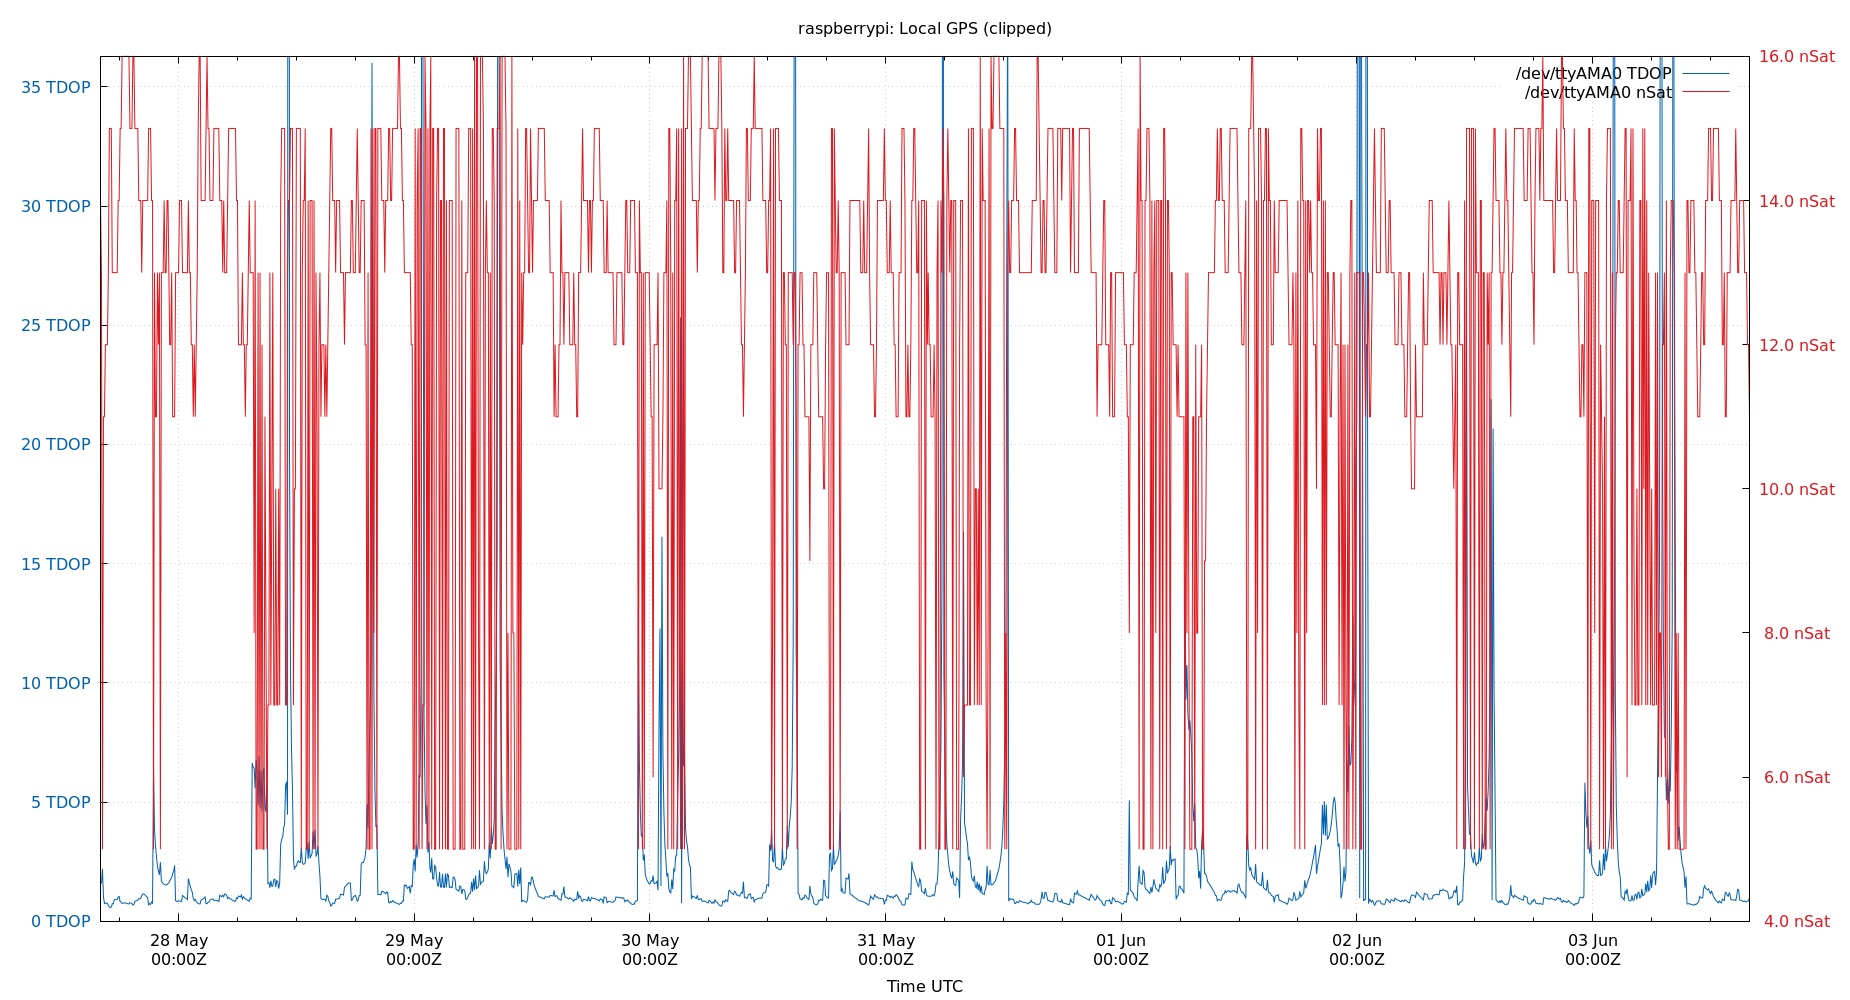 raspberrypi: Local GPS (clipped)
16.0 nSat
/dev/ttyAMA0 TDOP
35 TDOP
/dev/ttyAMA0 nSat
30 TDOP
14.0 nSat
25 TDOP
12.0 nSat
20 TDOP
10.0 nSat
15 TDOP
8.0 nSat
10 TDOP
6.0 nSat
5 TDOP
0 TDOP
4.0 nSat
28 May 29 May 30 May 31 May 01 Jun 02 Jun 03 Jun
00:00Z 00:00Z 00:00Z 00:00Z 00:00Z 00:00Z 00:00Z
Time UTC